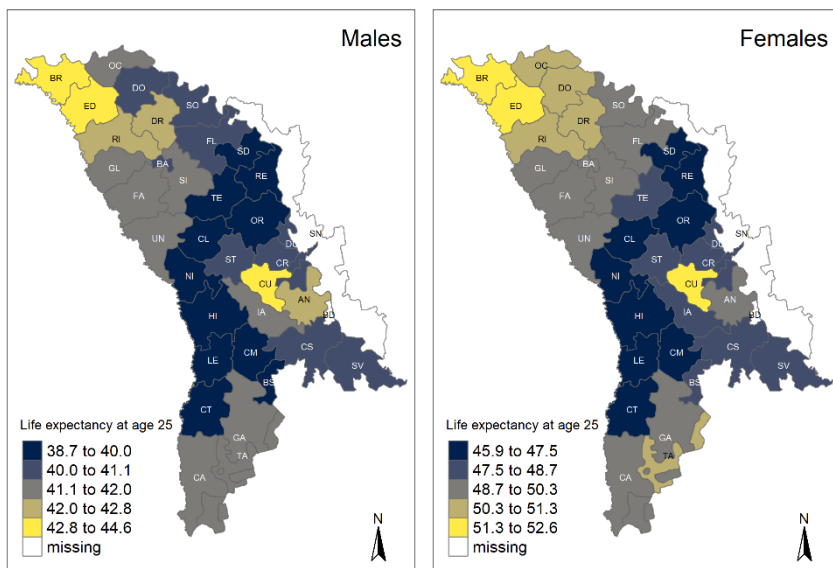 Males
OC
BR
DO
ED
SO
DR
RI
FL
BA
SD
GL
SI
RE
FA
TE
OR
UN
CL
SN
DU
ST
CR
NI
CU
AN
HI
IA
BD
CS
LE
CM
SV
BS
CT
Life expectancy at age 25
38.7 to 40.0
40.0 to 41.1
41.1 to 42.0
42.0 to 42.8
42.8 to 44.6
missing
GA
TA
CA
N
Females
OC
BR
DO
ED
SO
DR
RI
FL
BA
SD
GL
SI
RE
FA
TE
OR
UN
CL
SN
DU
ST
CR
NI
CU
AN
HI
IA
BD
CS
LE
CM
SV
BS
CT
Life expectancy at age 25
45.9 to 47.5
47.5 to 48.7
48.7 to 50.3
50.3 to 51.3
51.3 to 52.6
missing
GA
TA
CA
N